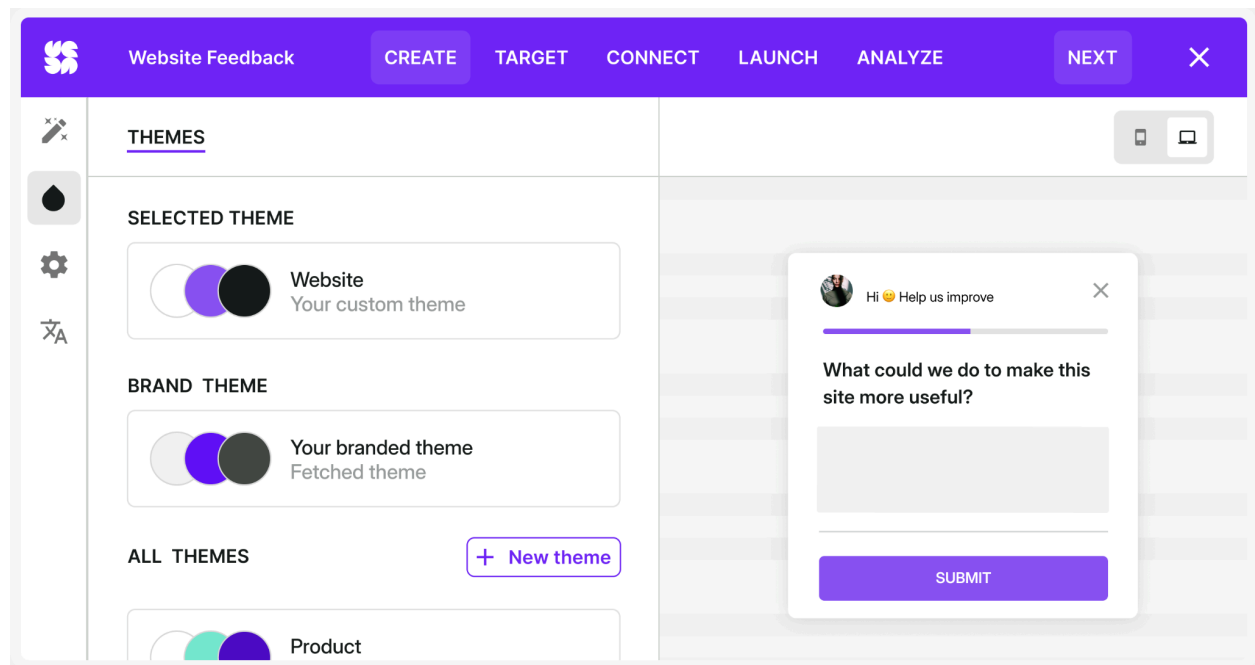 Website Feedback
CREATE
TARGET
CONNECT
LAUNCH
ANALYZE
NEXT
THEMES
SELECTED THEME
Website
Your custom theme
BRAND THEME
Your branded theme
Fetched theme
ALL THEMES
+ New theme
Product
Hi 🙂 Help us improve
What could we do to make this
site more useful?
SUBMIT